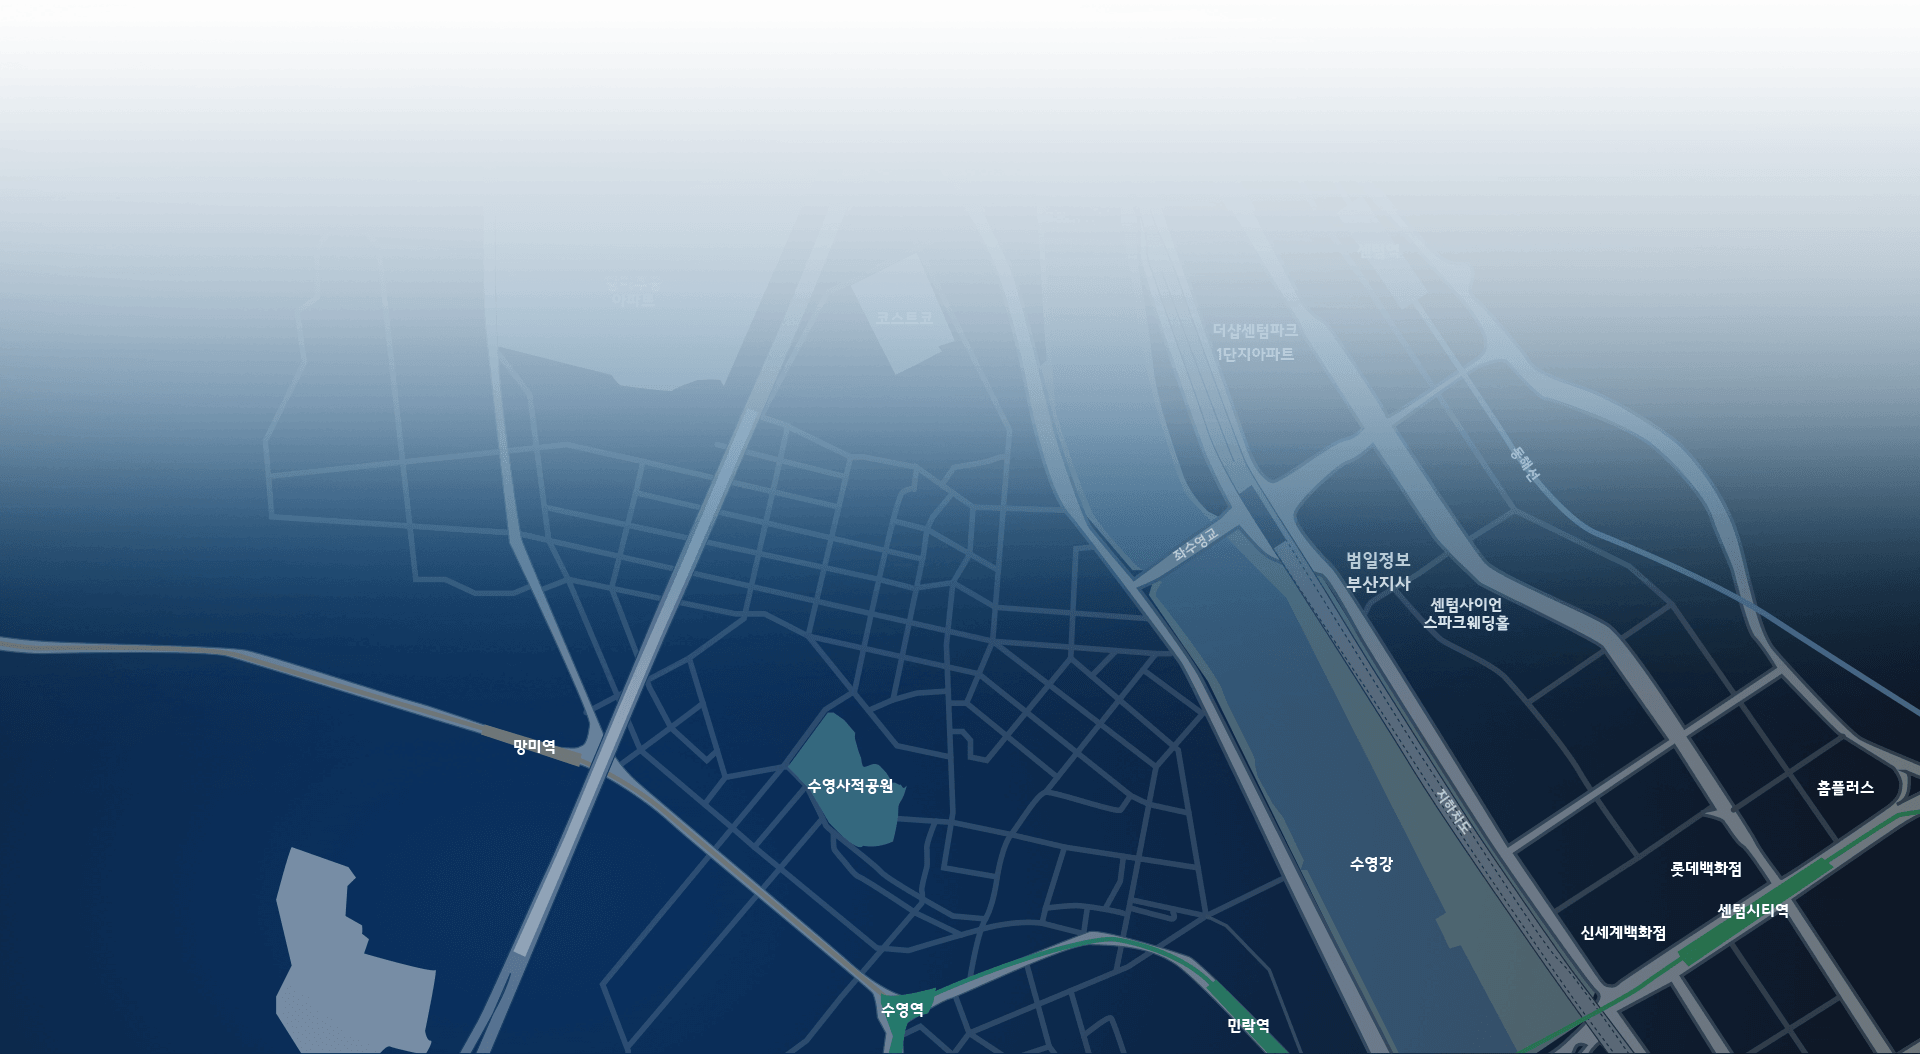 코스트코
더샵센텀파크
1단지아파트
동해선
좌수영교
범일정보
부산지사
센텀사이언
스파크웨딩홀
망미역
수영사적공원
지하차도
홈플러스
수영강
롯데백화점
센텀시티역
신세계백화점
수영역
민락역